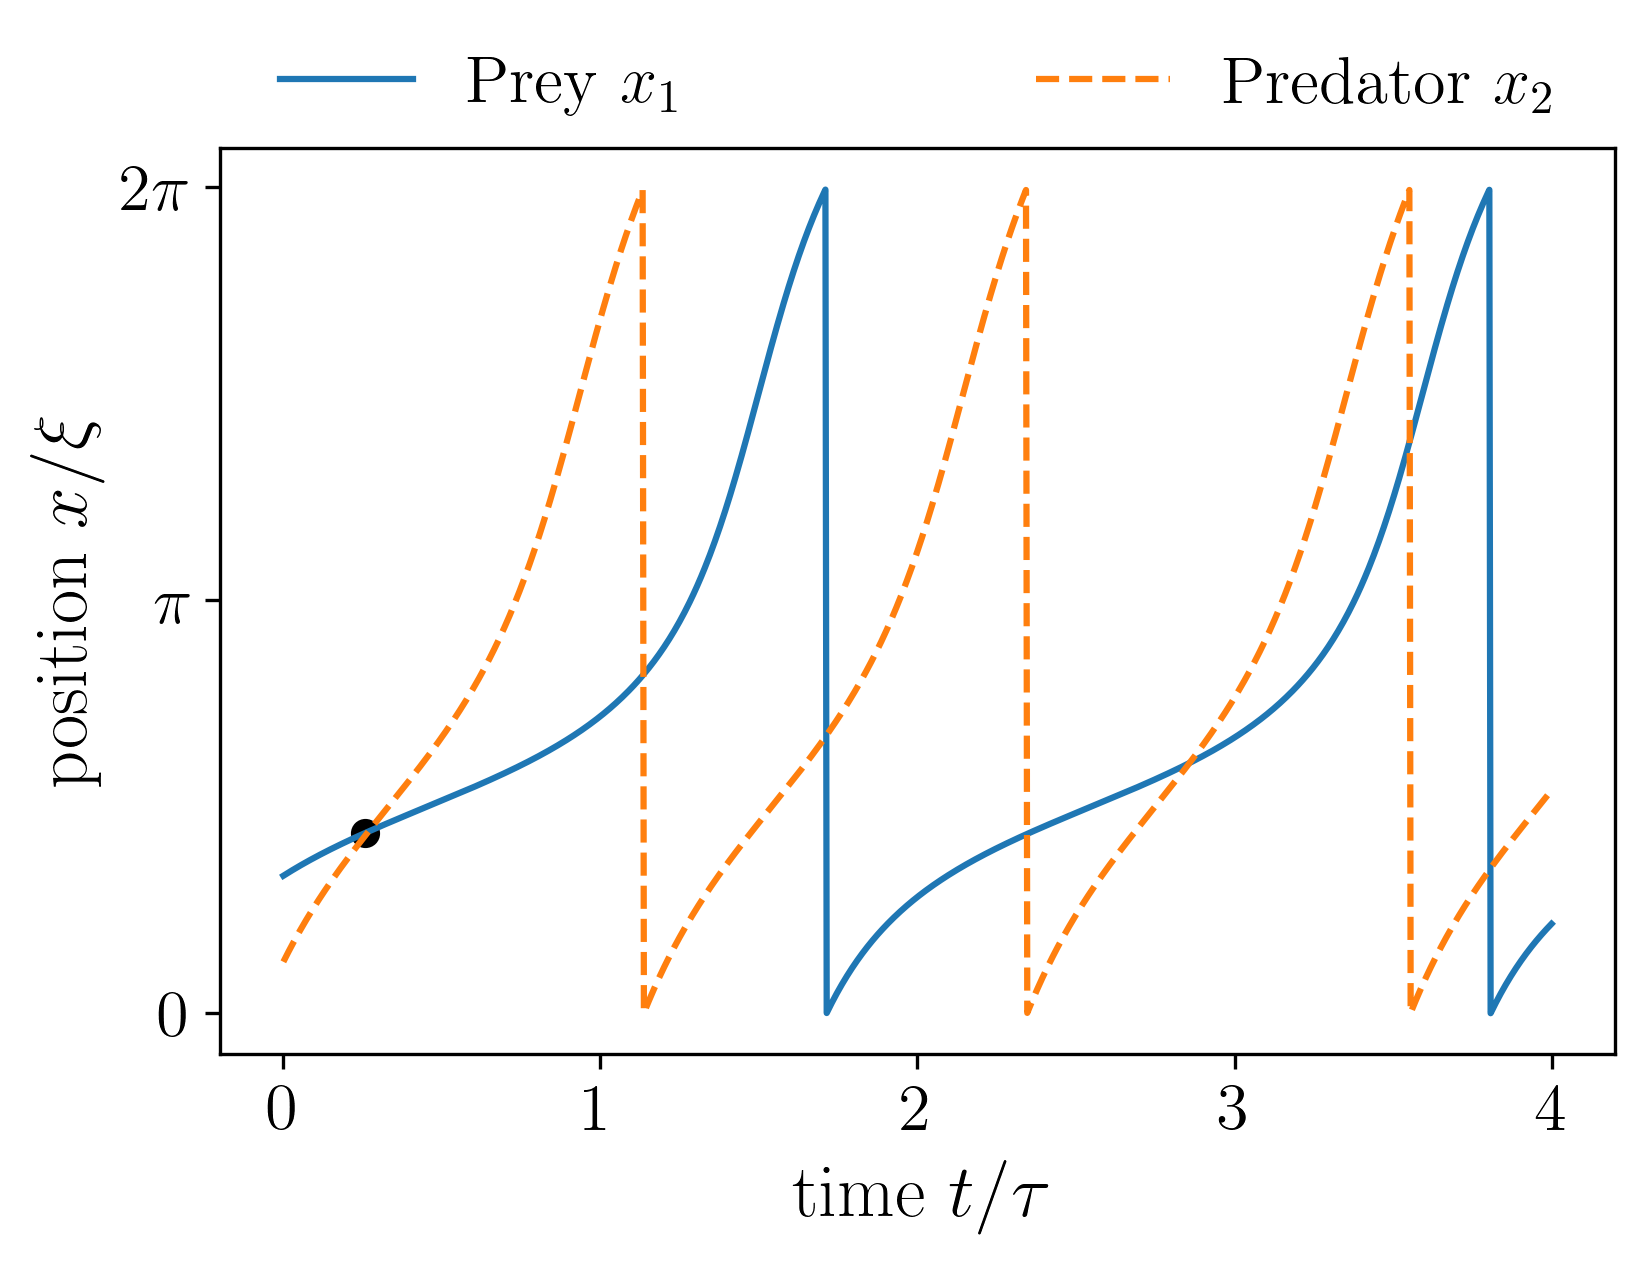 Prey x₁
Predator x₂
2π
π
0
position x/ξ
0 1 2 3 4
time t/τ